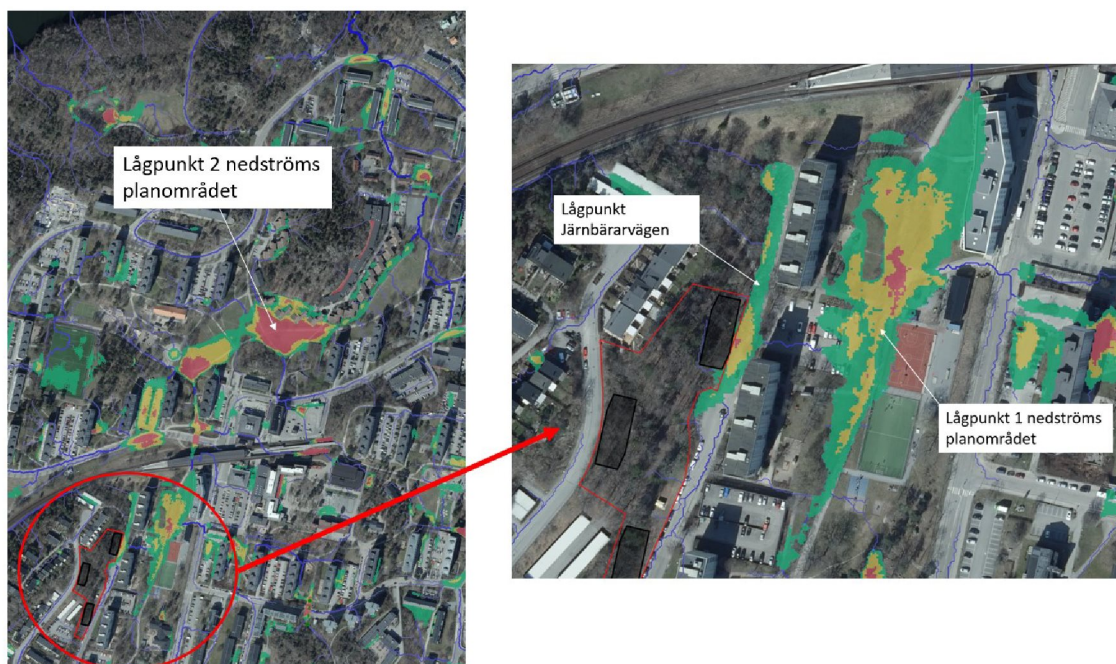 Lågpunkt 2 nedströms
planområdet
Lågpunkt
Järnbärarvägen
Lågpunkt 1 nedströms
planområdet